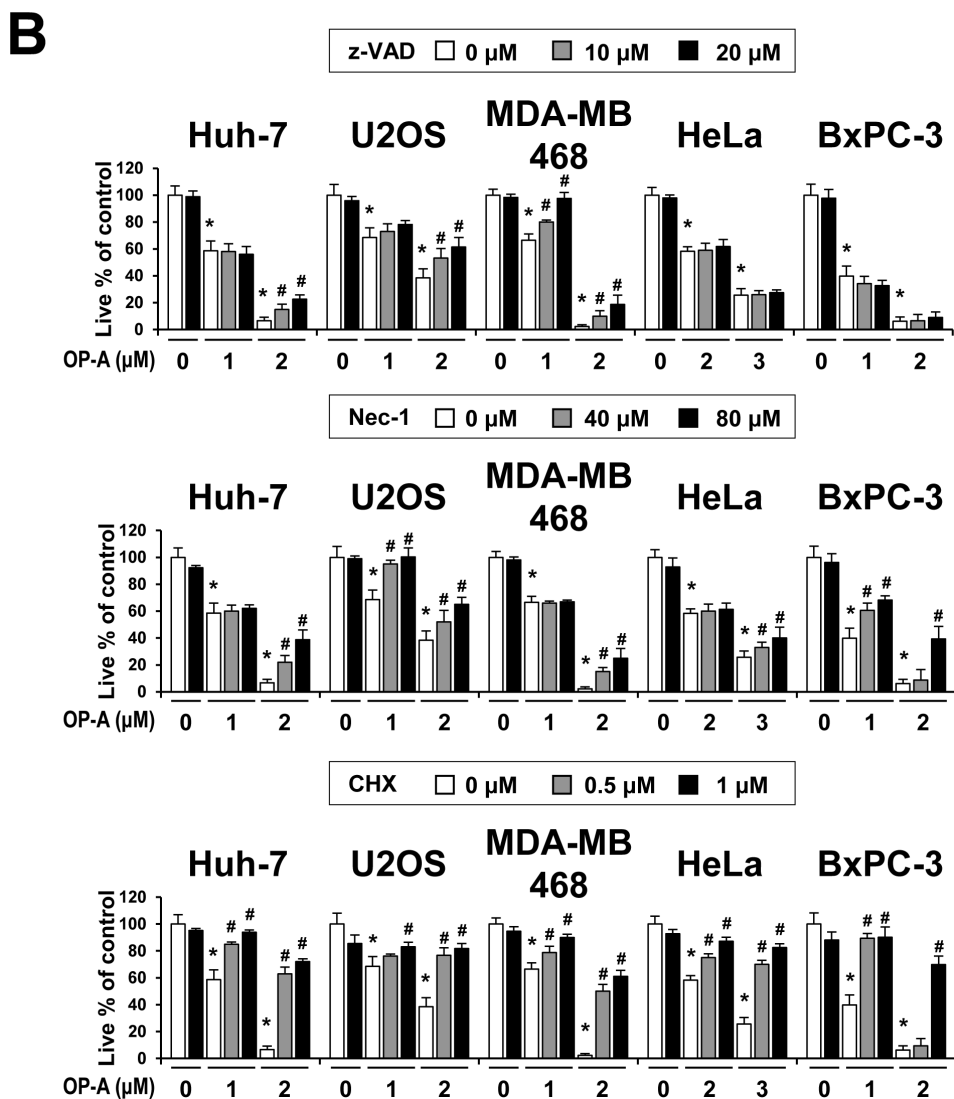 B
z-VAD 0 µM 10 µM 20 µM
Huh-7 U2OS MDA-MB 468 HeLa BxPC-3
Live % of control
120
100
80
60
40
20
0
* * # # * * # # * # # * # # * * * *
OP-A (µM) 0 1 2 0 1 2 0 1 2 0 2 3 0 1 2
Nec-1 0 µM 40 µM 80 µM
Huh-7 U2OS MDA-MB 468 HeLa BxPC-3
Live % of control
120
100
80
60
40
20
0
* * # # * # # * # # * * # # * * # # * # # * #
OP-A (µM) 0 1 2 0 1 2 0 1 2 0 2 3 0 1 2
CHX 0 µM 0.5 µM 1 µM
Huh-7 U2OS MDA-MB 468 HeLa BxPC-3
Live % of control
120
100
80
60
40
20
0
* # # * # # * # * # # * # # * # # * # # * # # * # # * #
OP-A (µM) 0 1 2 0 1 2 0 1 2 0 2 3 0 1 2